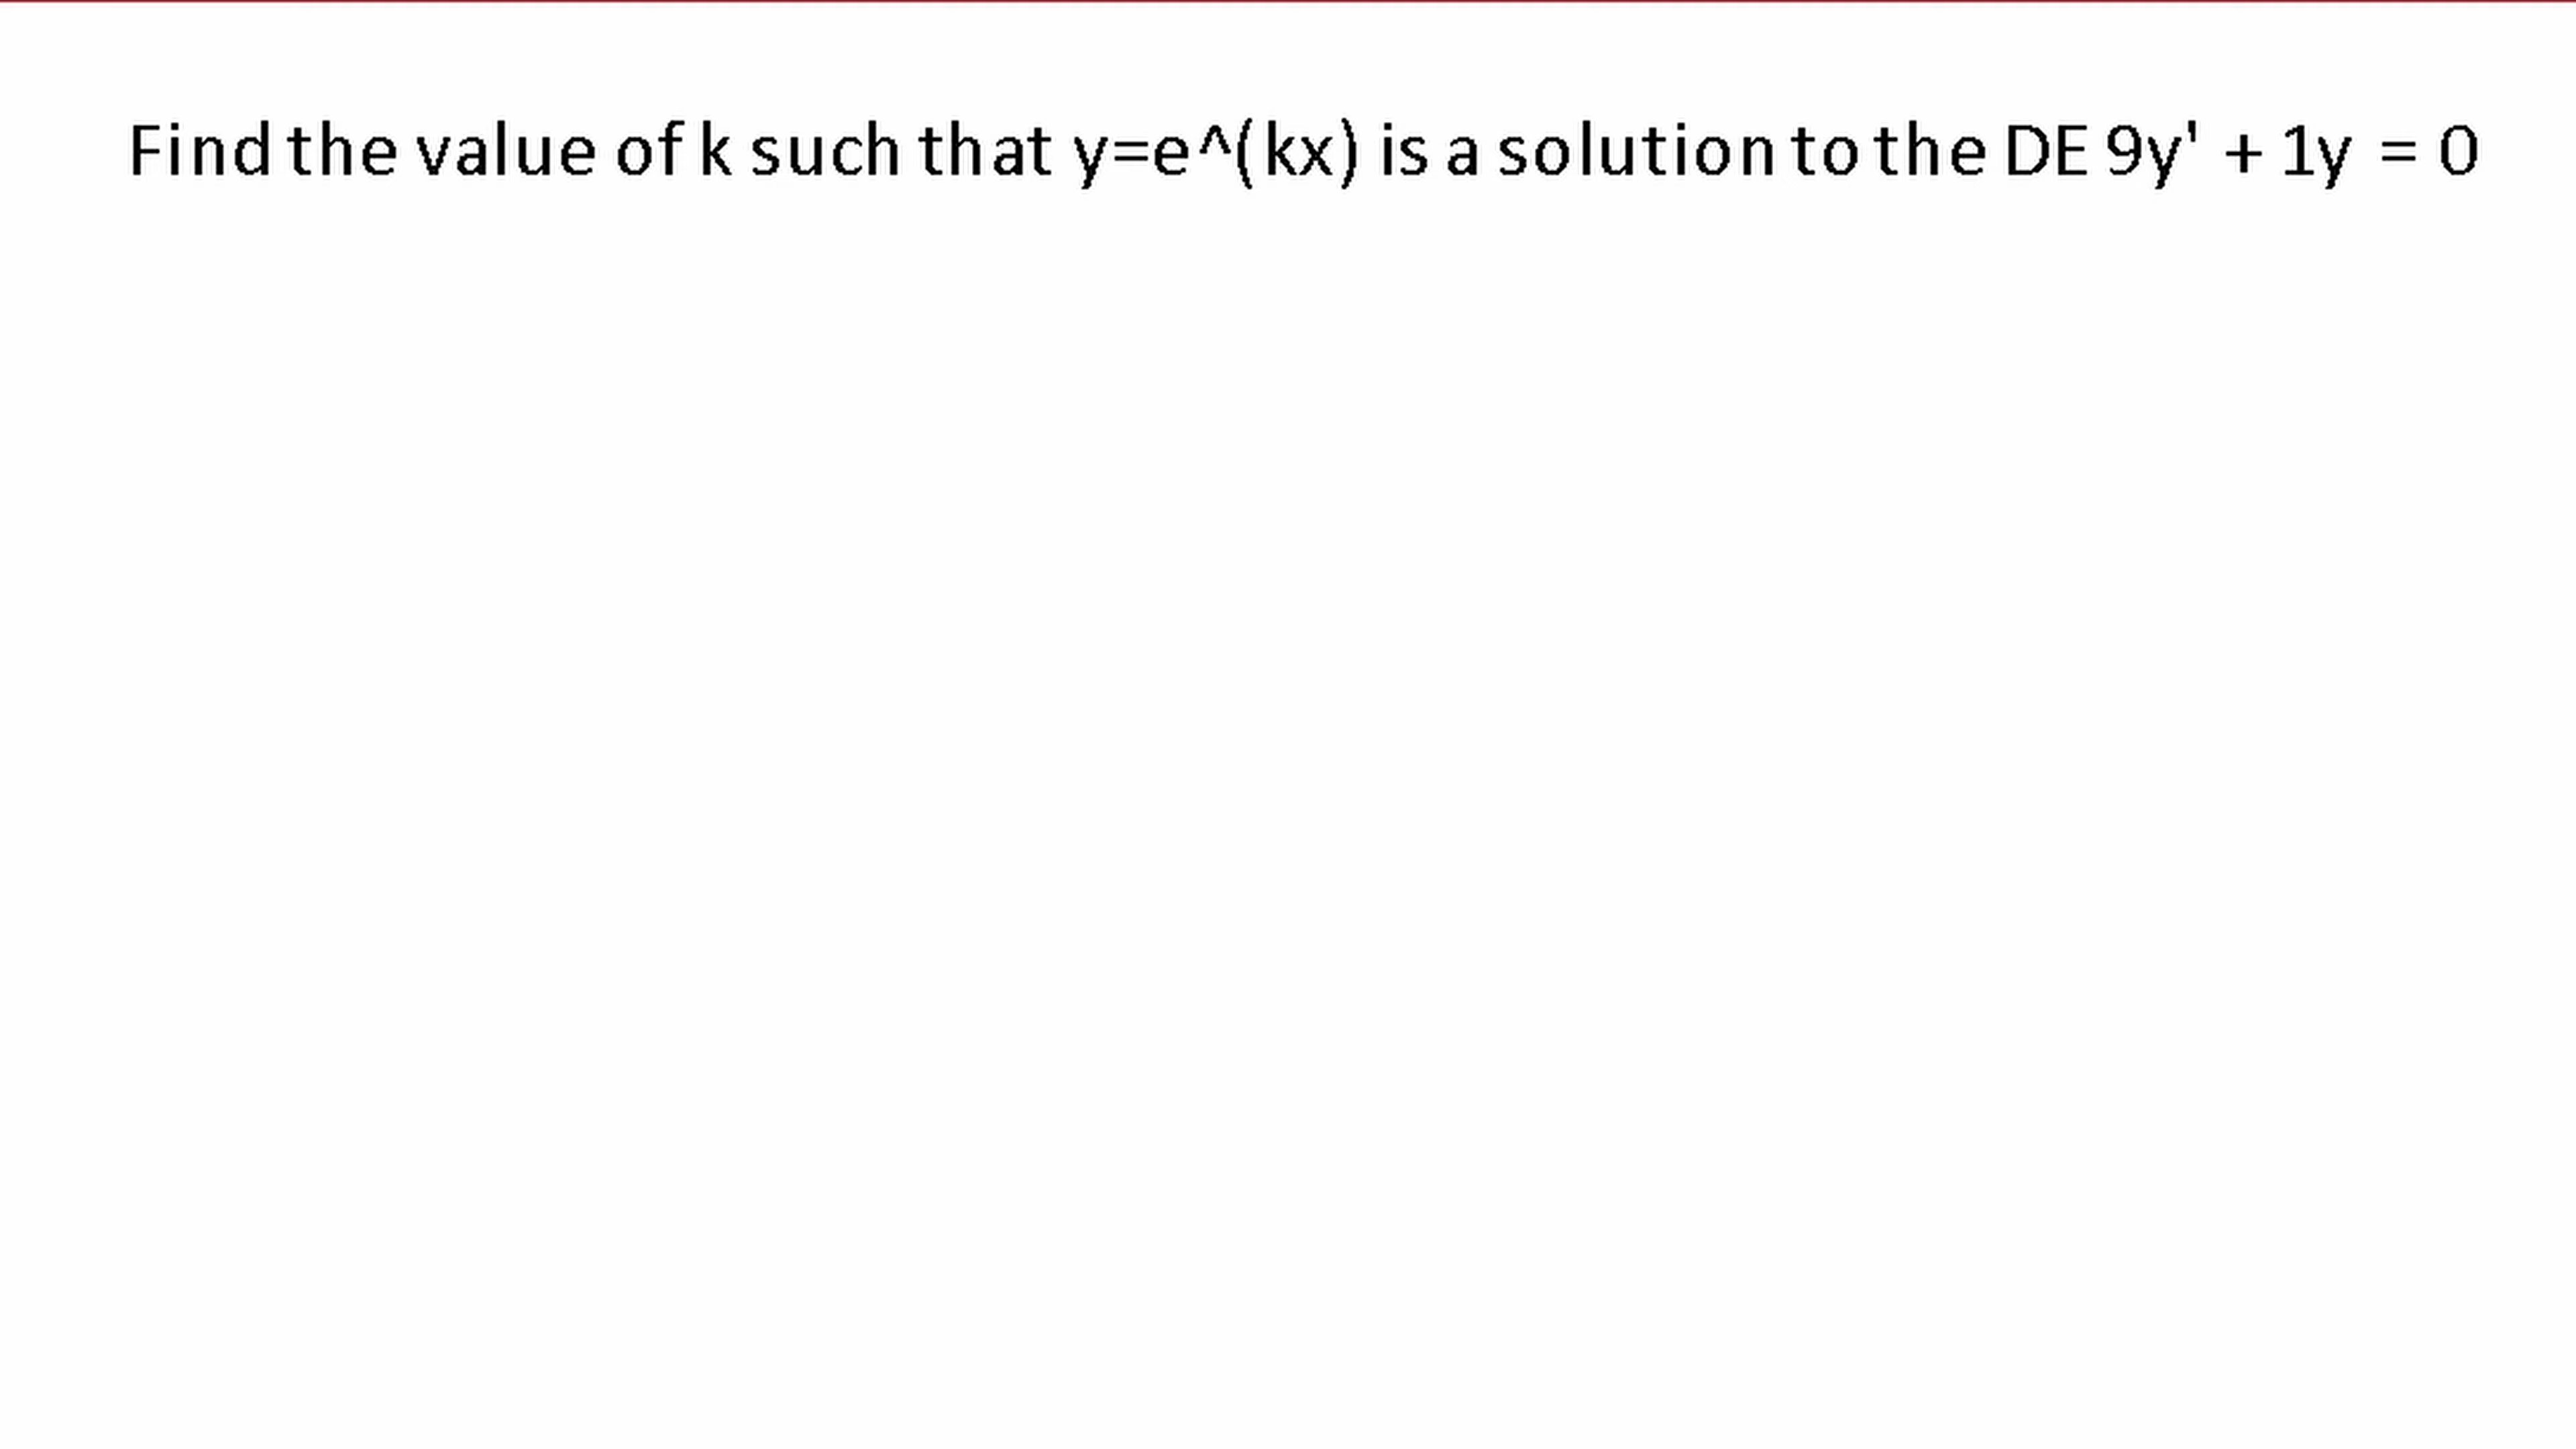 Find the value of k such that y=e^(kx) is a solution to the DE 9y' + 1y = 0